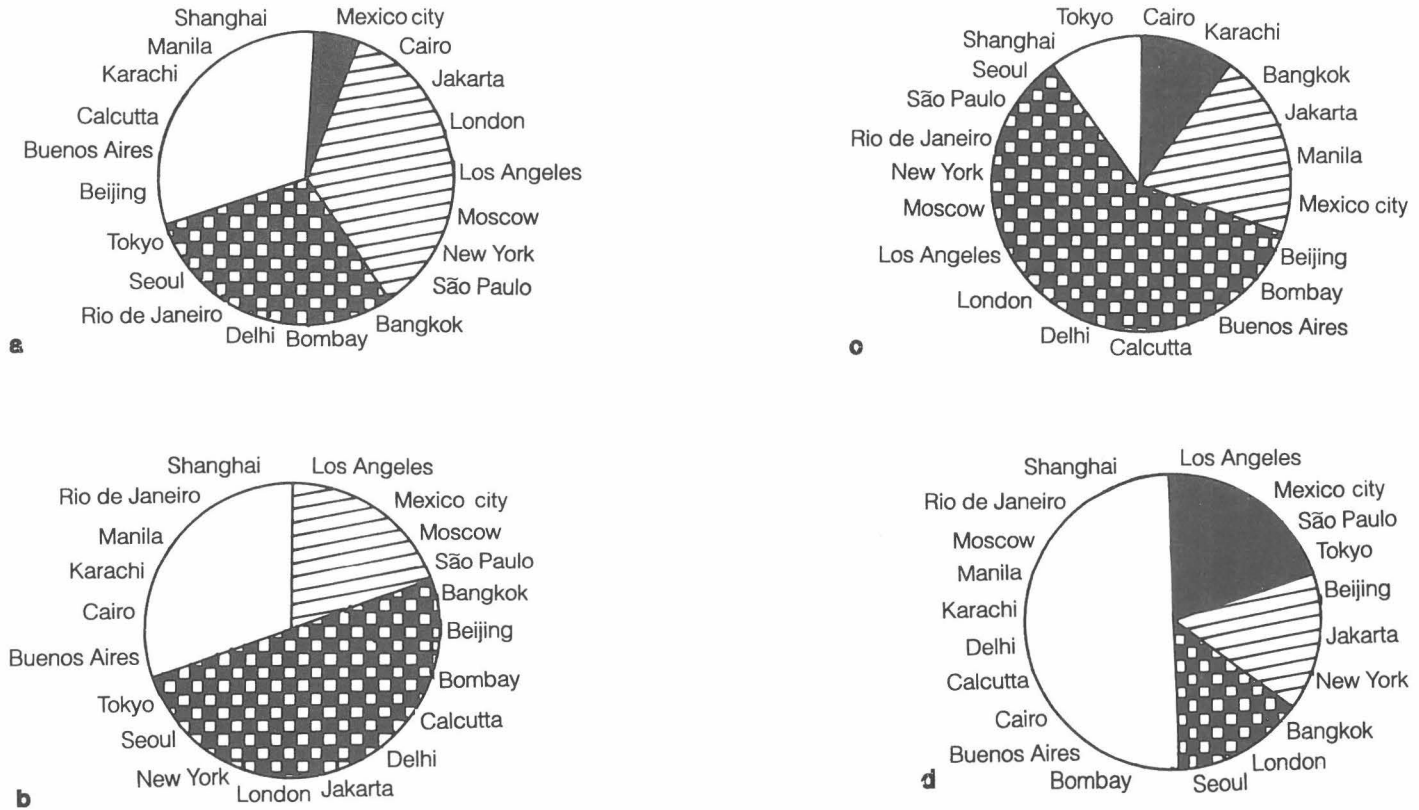 Shanghai
Mexico city
Manila
Cairo
Karachi
Jakarta
Calcutta
London
Buenos Aires
Los Angeles
Beijing
Moscow
Tokyo
New York
Seoul
São Paulo
Rio de Janeiro
Bangkok
Delhi
Bombay
a
Tokyo
Cairo
Shanghai
Karachi
Seoul
Bangkok
São Paulo
Jakarta
Rio de Janeiro
Manila
New York
Mexico city
Moscow
Beijing
Los Angeles
Bombay
London
Buenos Aires
Delhi
Calcutta
c
Shanghai
Los Angeles
Rio de Janeiro
Mexico city
Manila
Moscow
Karachi
São Paulo
Cairo
Bangkok
Buenos Aires
Beijing
Tokyo
Bombay
Seoul
Calcutta
New York
Delhi
London
Jakarta
b
Shanghai
Los Angeles
Rio de Janeiro
Mexico city
Moscow
São Paulo
Manila
Tokyo
Karachi
Beijing
Delhi
Jakarta
Calcutta
New York
Cairo
Bangkok
Buenos Aires
London
Bombay
Seoul
d